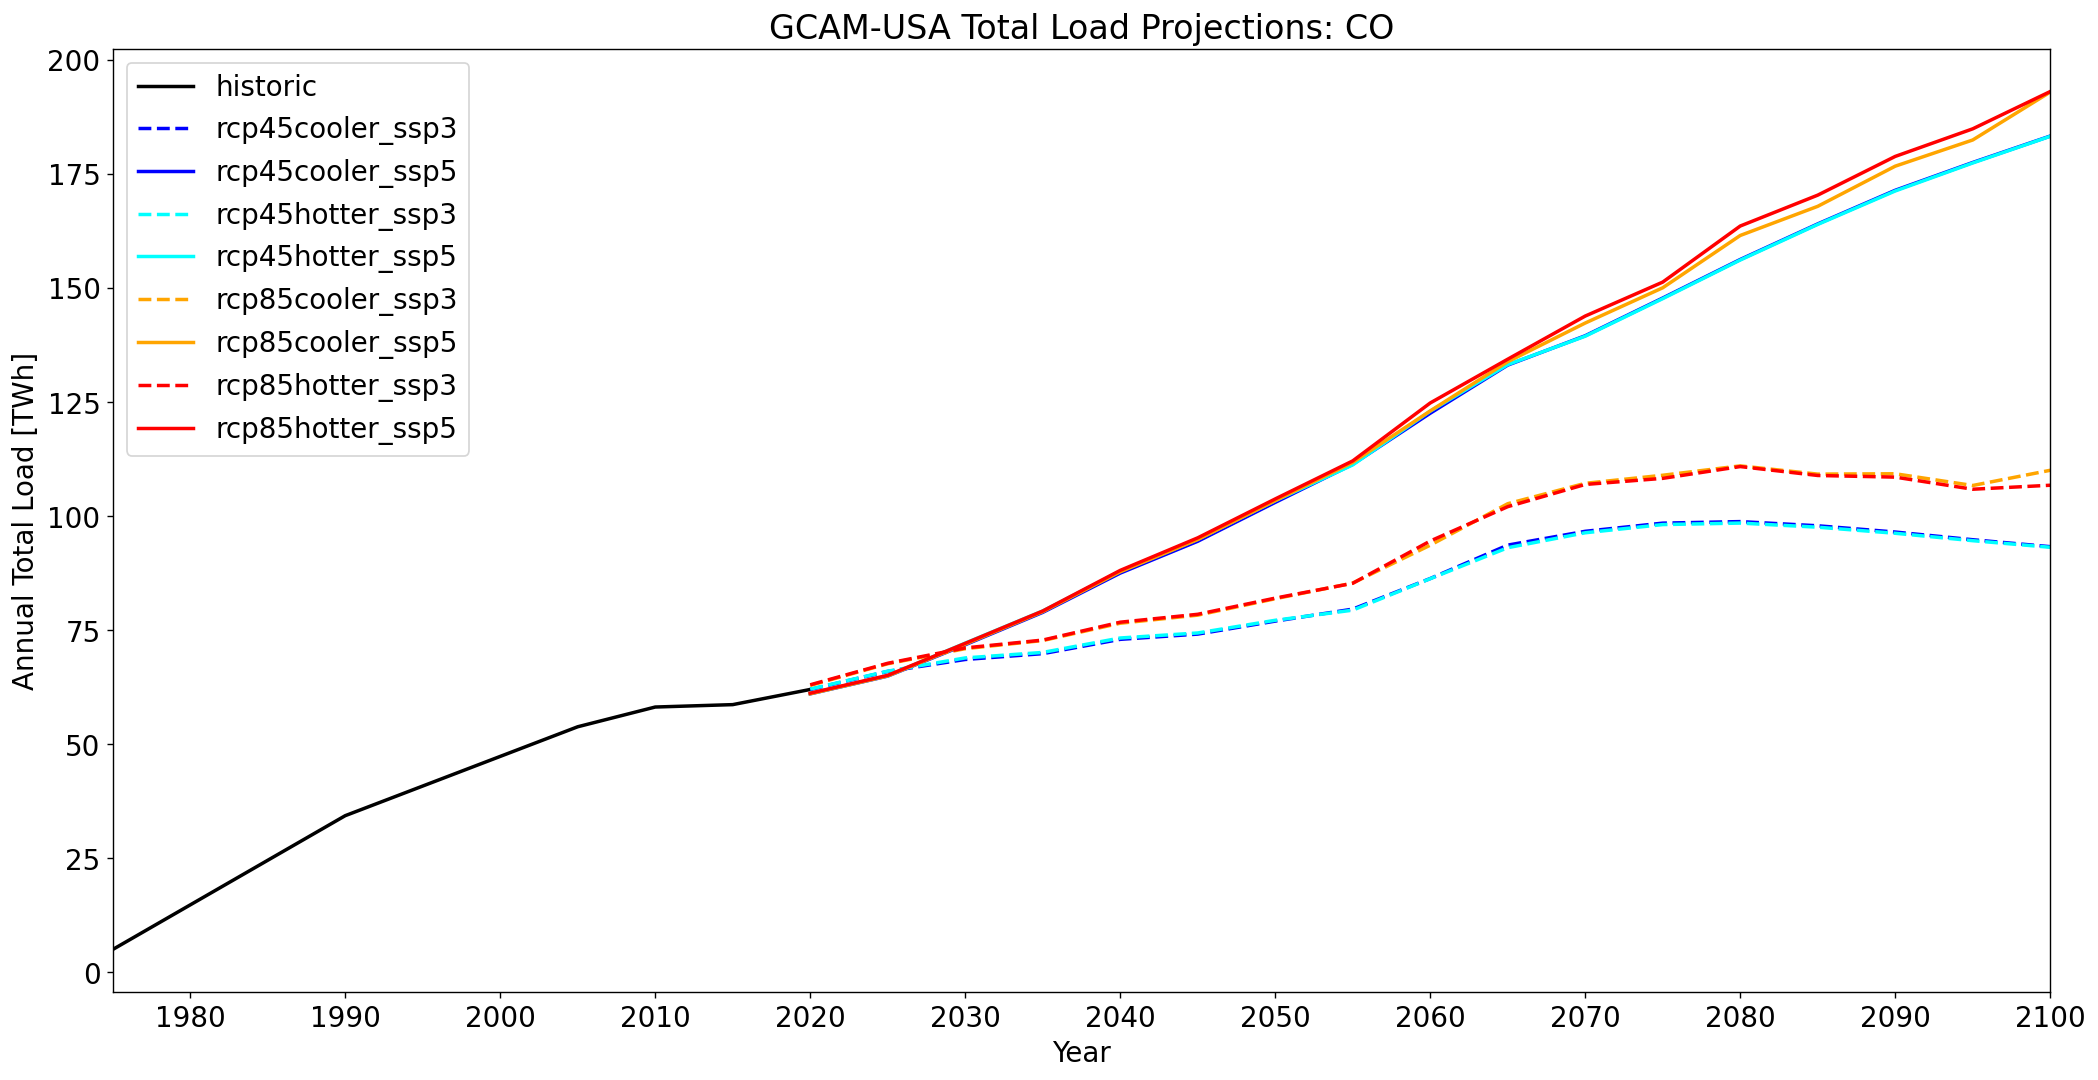 GCAM-USA Total Load Projections: CO
historic
rcp45cooler_ssp3
rcp45cooler_ssp5
rcp45hotter_ssp3
rcp45hotter_ssp5
rcp85cooler_ssp3
rcp85cooler_ssp5
rcp85hotter_ssp3
rcp85hotter_ssp5
Annual Total Load [TWh]
200
175
150
125
100
75
50
25
0
1980 1990 2000 2010 2020 2030 2040 2050 2060 2070 2080 2090 2100
Year